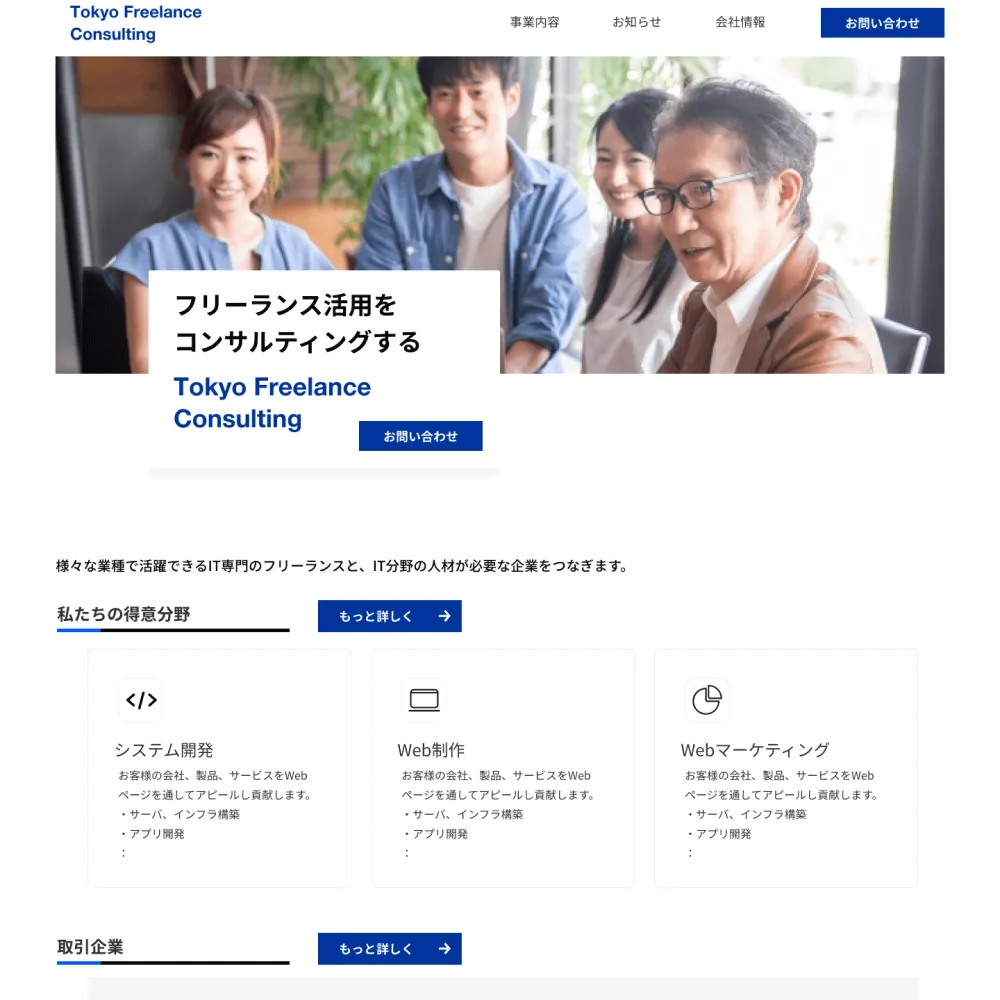 Tokyo Freelance
Consulting
事業内容
お知らせ
会社情報
お問い合わせ
フリーランス活用を
コンサルティングする
Tokyo Freelance
Consulting
お問い合わせ
様々な業種で活躍できるIT専門のフリーランスと、IT分野の人材が必要な企業をつなぎます。
私たちの得意分野
もっと詳しく
システム開発
お客様の会社、製品、サービスをWeb
ページを通してアピールし貢献します。
・サーバ、インフラ構築
・アプリ開発
：
Web制作
お客様の会社、製品、サービスをWeb
ページを通してアピールし貢献します。
・サーバ、インフラ構築
・アプリ開発
：
Webマーケティング
お客様の会社、製品、サービスをWeb
ページを通してアピールし貢献します。
・サーバ、インフラ構築
・アプリ開発
：
取引企業
もっと詳しく